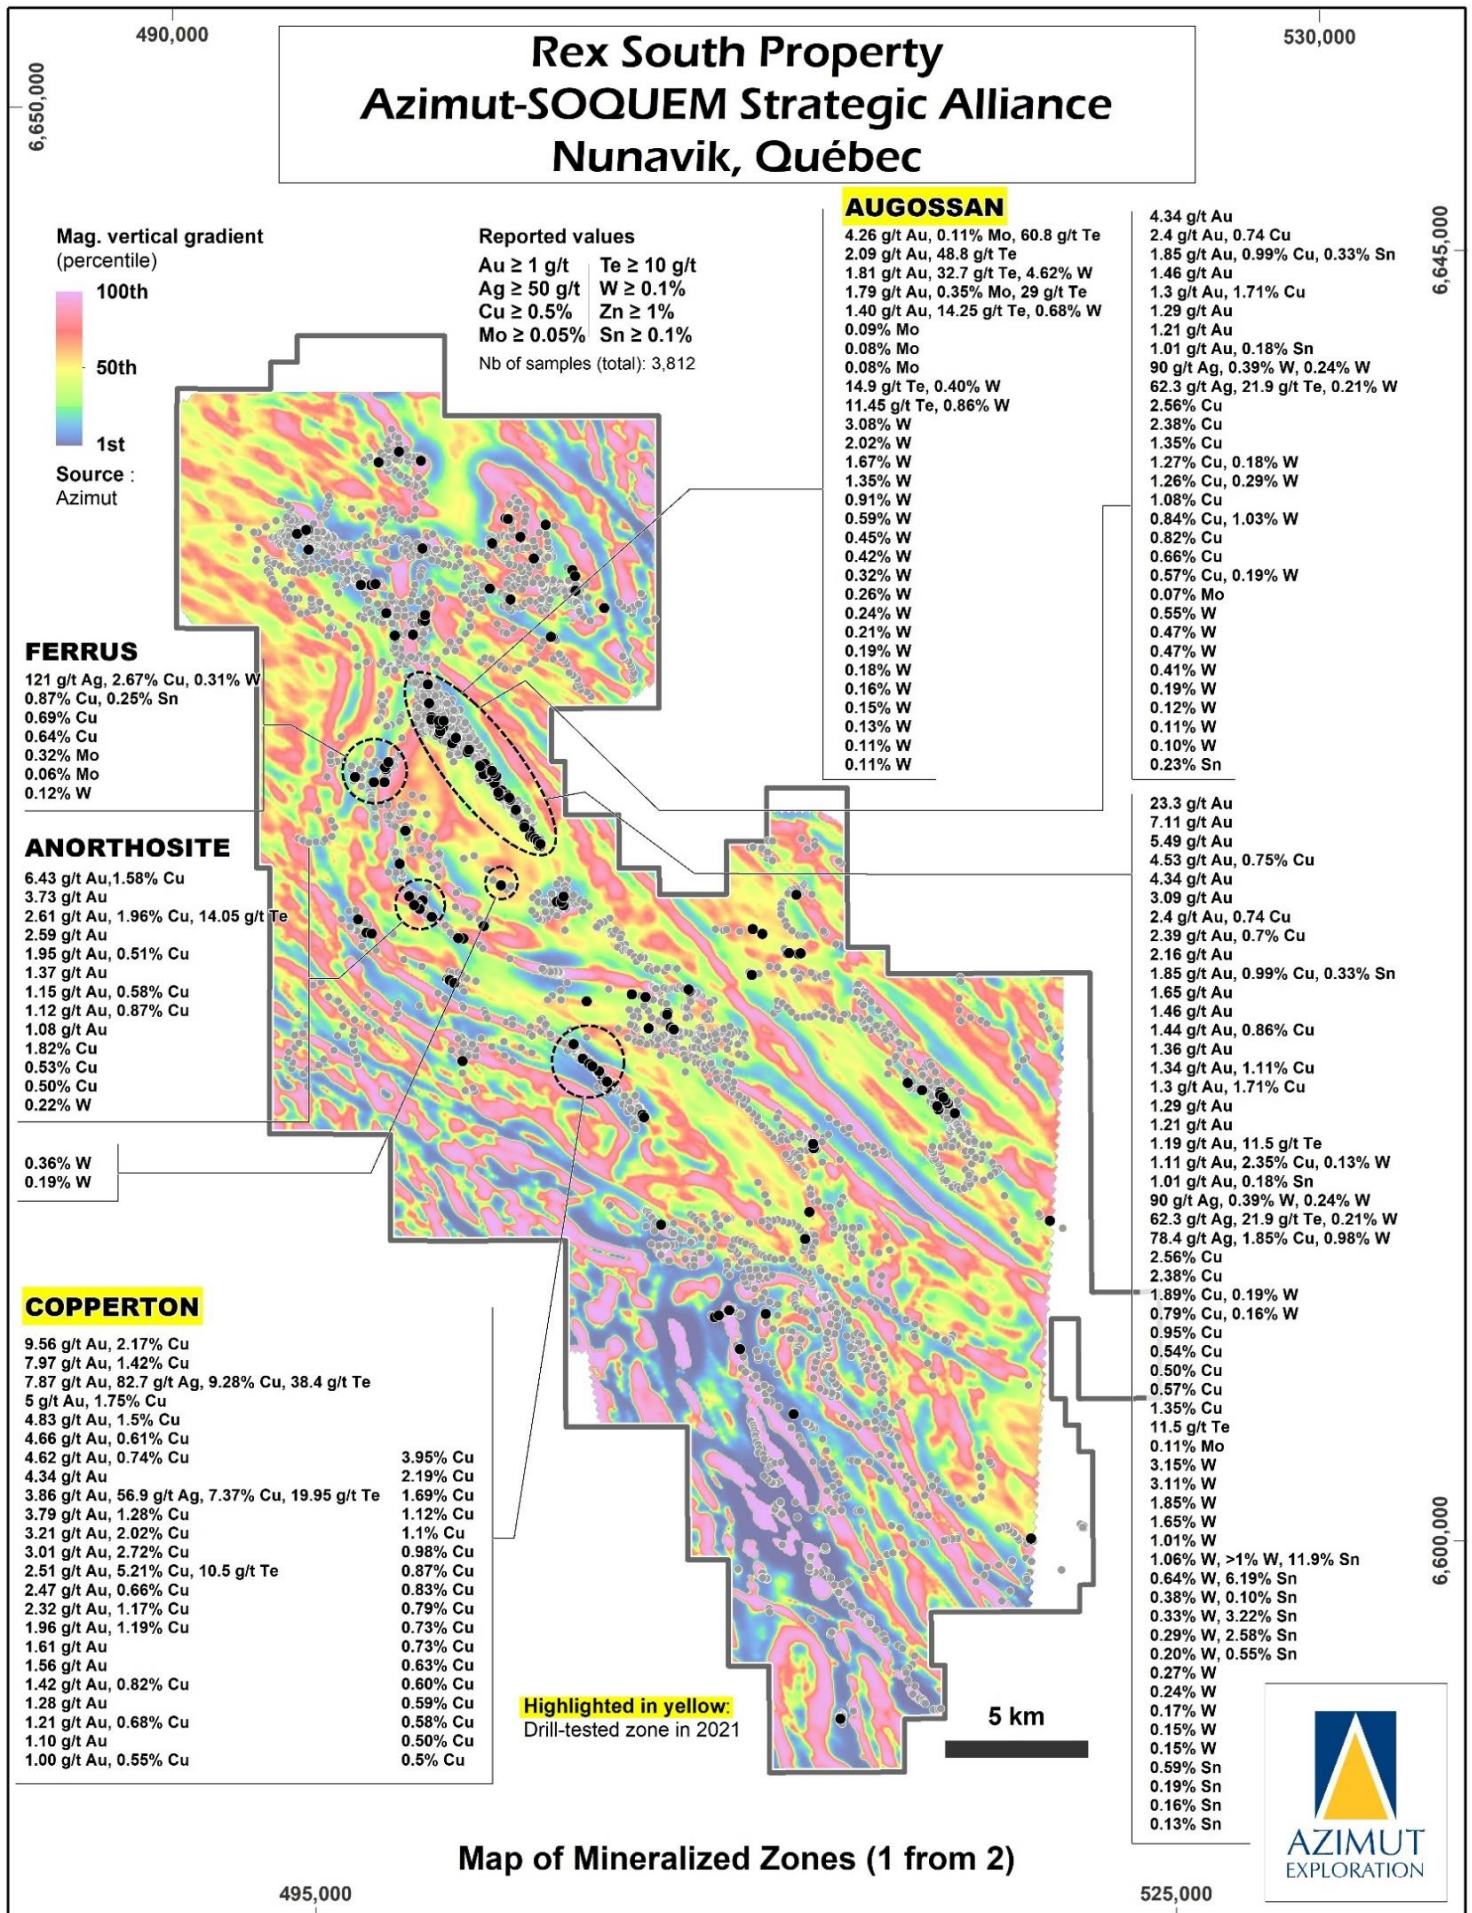 490,000
530,000
6,650,000
Rex South Property
Azimut-SOQUEM Strategic Alliance
Nunavik, Québec
6,645,000
Mag. vertical gradient
(percentile)
100th
50th
1st
Source :
Azimut
Reported values
Au ≥ 1 g/t
Ag ≥ 50 g/t
Cu ≥ 0.5%
Mo ≥ 0.05%
Te ≥ 10 g/t
W ≥ 0.1%
Zn ≥ 1%
Sn ≥ 0.1%
Nb of samples (total): 3,812
AUGOSSAN
4.26 g/t Au, 0.11% Mo, 60.8 g/t Te
2.09 g/t Au, 48.8 g/t Te
1.81 g/t Au, 32.7 g/t Te, 4.62% W
1.79 g/t Au, 0.35% Mo, 29 g/t Te
1.40 g/t Au, 14.25 g/t Te, 0.68% W
0.09% Mo
0.08% Mo
0.08% Mo
14.9 g/t Te, 0.40% W
11.45 g/t Te, 0.86% W
3.08% W
2.02% W
1.67% W
1.35% W
0.91% W
0.59% W
0.45% W
0.42% W
0.32% W
0.26% W
0.24% W
0.21% W
0.19% W
0.18% W
0.16% W
0.15% W
0.13% W
0.11% W
0.11% W
4.34 g/t Au
2.4 g/t Au, 0.74 Cu
1.85 g/t Au, 0.99% Cu, 0.33% Sn
1.46 g/t Au
1.3 g/t Au, 1.71% Cu
1.29 g/t Au
1.21 g/t Au
1.01 g/t Au, 0.18% Sn
90 g/t Ag, 0.39% W, 0.24% W
62.3 g/t Ag, 21.9 g/t Te, 0.21% W
2.56% Cu
2.38% Cu
1.35% Cu
1.27% Cu, 0.18% W
1.26% Cu, 0.29% W
1.08% Cu
0.84% Cu, 1.03% W
0.82% Cu
0.66% Cu
0.57% Cu, 0.19% W
0.07% Mo
0.55% W
0.47% W
0.47% W
0.41% W
0.19% W
0.12% W
0.11% W
0.10% W
0.23% Sn
FERRUS
121 g/t Ag, 2.67% Cu, 0.31% W
0.87% Cu, 0.25% Sn
0.69% Cu
0.64% Cu
0.32% Mo
0.06% Mo
0.12% W
ANORTHOSITE
6.43 g/t Au,1.58% Cu
3.73 g/t Au
2.61 g/t Au, 1.96% Cu, 14.05 g/t Te
2.59 g/t Au
1.95 g/t Au, 0.51% Cu
1.37 g/t Au
1.15 g/t Au, 0.58% Cu
1.12 g/t Au, 0.87% Cu
1.08 g/t Au
1.82% Cu
0.53% Cu
0.50% Cu
0.22% W
0.36% W
0.19% W
23.3 g/t Au
7.11 g/t Au
5.49 g/t Au
4.53 g/t Au, 0.75% Cu
4.34 g/t Au
3.09 g/t Au
2.4 g/t Au, 0.74 Cu
2.39 g/t Au, 0.7% Cu
2.16 g/t Au
1.85 g/t Au, 0.99% Cu, 0.33% Sn
1.65 g/t Au
1.46 g/t Au
1.44 g/t Au, 0.86% Cu
1.36 g/t Au
1.34 g/t Au, 1.11% Cu
1.3 g/t Au, 1.71% Cu
1.29 g/t Au
1.21 g/t Au
1.19 g/t Au, 11.5 g/t Te
1.11 g/t Au, 2.35% Cu, 0.13% W
1.01 g/t Au, 0.18% Sn
90 g/t Ag, 0.39% W, 0.24% W
62.3 g/t Ag, 21.9 g/t Te, 0.21% W
78.4 g/t Ag, 1.85% Cu, 0.98% W
2.56% Cu
2.38% Cu
1.89% Cu, 0.19% W
0.79% Cu, 0.16% W
0.95% Cu
0.54% Cu
0.50% Cu
0.57% Cu
1.35% Cu
11.5 g/t Te
0.11% Mo
3.15% W
3.11% W
1.85% W
1.65% W
1.01% W
1.06% W, >1% W, 11.9% Sn
0.64% W, 6.19% Sn
0.38% W, 0.10% Sn
0.33% W, 3.22% Sn
0.29% W, 2.58% Sn
0.20% W, 0.55% Sn
0.27% W
0.24% W
0.17% W
0.15% W
0.15% W
0.59% Sn
0.19% Sn
0.16% Sn
0.13% Sn
6,600,000
COPPERTON
9.56 g/t Au, 2.17% Cu
7.97 g/t Au, 1.42% Cu
7.87 g/t Au, 82.7 g/t Ag, 9.28% Cu, 38.4 g/t Te
5 g/t Au, 1.75% Cu
4.83 g/t Au, 1.5% Cu
4.66 g/t Au, 0.61% Cu
4.62 g/t Au, 0.74% Cu
4.34 g/t Au
3.86 g/t Au, 56.9 g/t Ag, 7.37% Cu, 19.95 g/t Te
3.79 g/t Au, 1.28% Cu
3.21 g/t Au, 2.02% Cu
3.01 g/t Au, 2.72% Cu
2.51 g/t Au, 5.21% Cu, 10.5 g/t Te
2.47 g/t Au, 0.66% Cu
2.32 g/t Au, 1.17% Cu
1.96 g/t Au, 1.19% Cu
1.61 g/t Au
1.56 g/t Au
1.42 g/t Au, 0.82% Cu
1.28 g/t Au
1.21 g/t Au, 0.68% Cu
1.10 g/t Au
1.00 g/t Au, 0.55% Cu
3.95% Cu
2.19% Cu
1.69% Cu
1.12% Cu
1.1% Cu
0.98% Cu
0.87% Cu
0.83% Cu
0.79% Cu
0.73% Cu
0.73% Cu
0.63% Cu
0.60% Cu
0.59% Cu
0.58% Cu
0.50% Cu
0.5% Cu
Highlighted in yellow:
Drill-tested zone in 2021
5 km
AZIMUT
EXPLORATION
Map of Mineralized Zones (1 from 2)
495,000
525,000